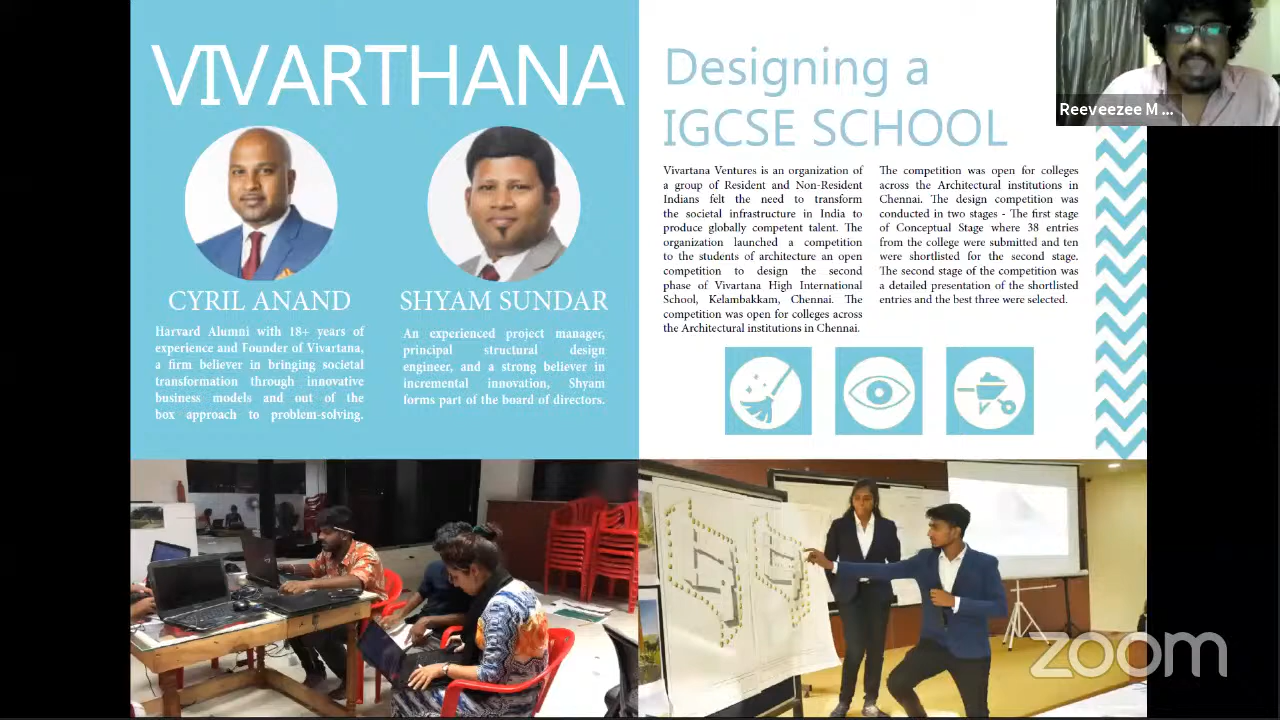 VIVARTHANA
CYRIL ANAND
Harvard Alumni with 18+ years of
experience and Founder of Vivartana,
a firm believer in bringing societal
transformation through innovative
business models and out of the
box approach to problem-solving.
SHYAM SUNDAR
An experienced project manager,
principal structural design
engineer, and a strong believer in
incremental innovation, Shyam
forms part of the board of directors.
Designing a
IGCSE SCHOOL
Vivartana Ventures is an organization of
a group of Resident and Non-Resident
Indians felt the need to transform
the societal infrastructure in India to
produce globally competent talent. The
organization launched a competition
to the students of architecture an open
competition to design the second
phase of Vivartana High International
School, Kelambakkam, Chennai. The
competition was open for colleges across
the Architectural institutions in Chennai.
The competition was open for colleges
across the Architectural institutions in
Chennai. The design competition was
conducted in two stages - The first stage
of Conceptual Stage where 38 entries
from the college were submitted and ten
were shortlisted for the second stage.
The second stage of the competition was
a detailed presentation of the shortlisted
entries and the best three were selected.
Reeveezee M ...
zoom